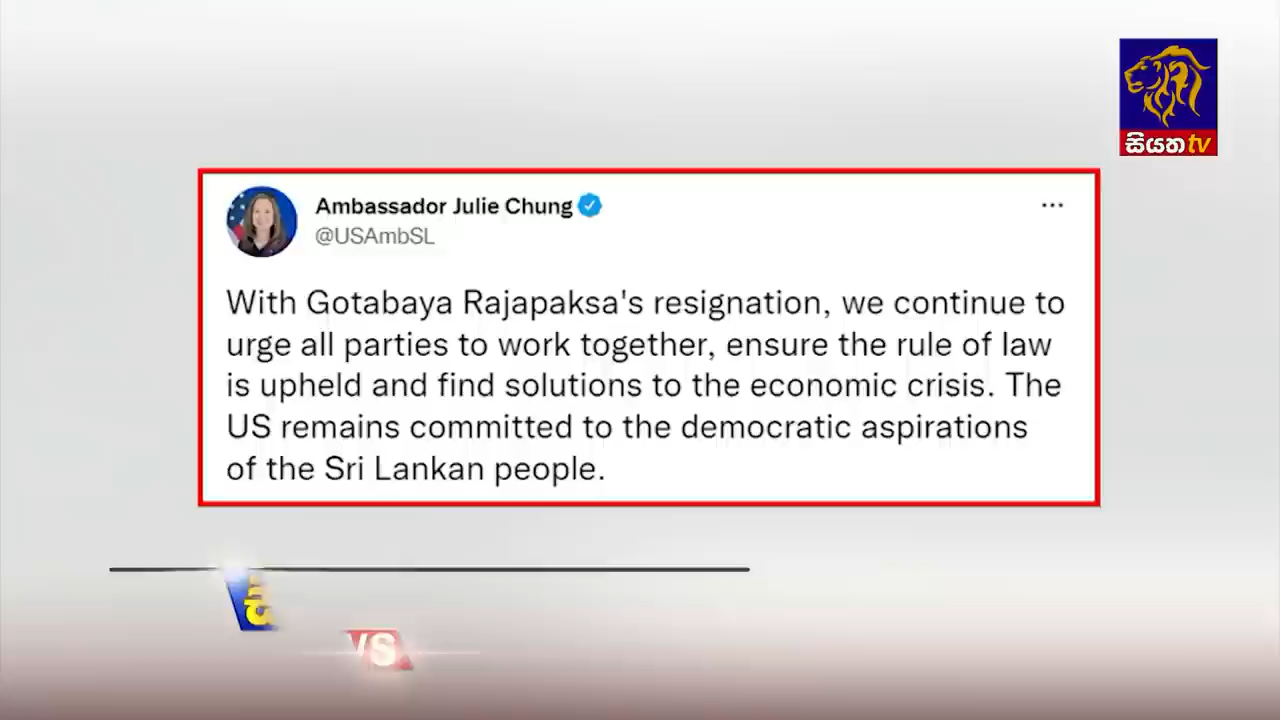 සියත tv
Ambassador Julie Chung
@USAmbSL
With Gotabaya Rajapaksa's resignation, we continue to
urge all parties to work together, ensure the rule of law
is upheld and find solutions to the economic crisis. The
US remains committed to the democratic aspirations
of the Sri Lankan people.